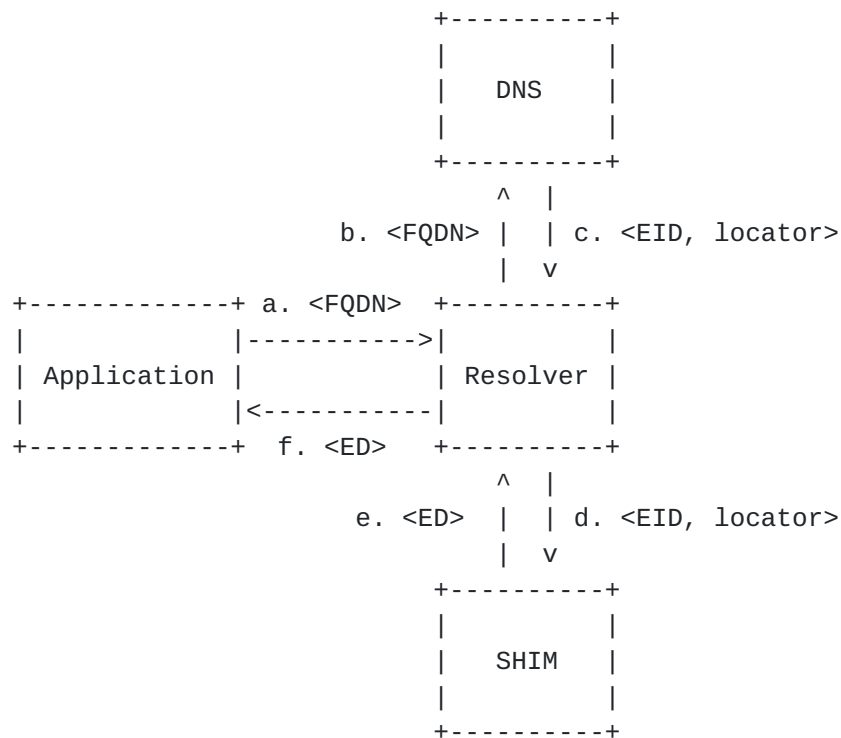 DNS
b. <FQDN>
c. <EID, locator>
a. <FQDN>
Application
Resolver
f. <ED>
e. <ED>
d. <EID, locator>
SHIM